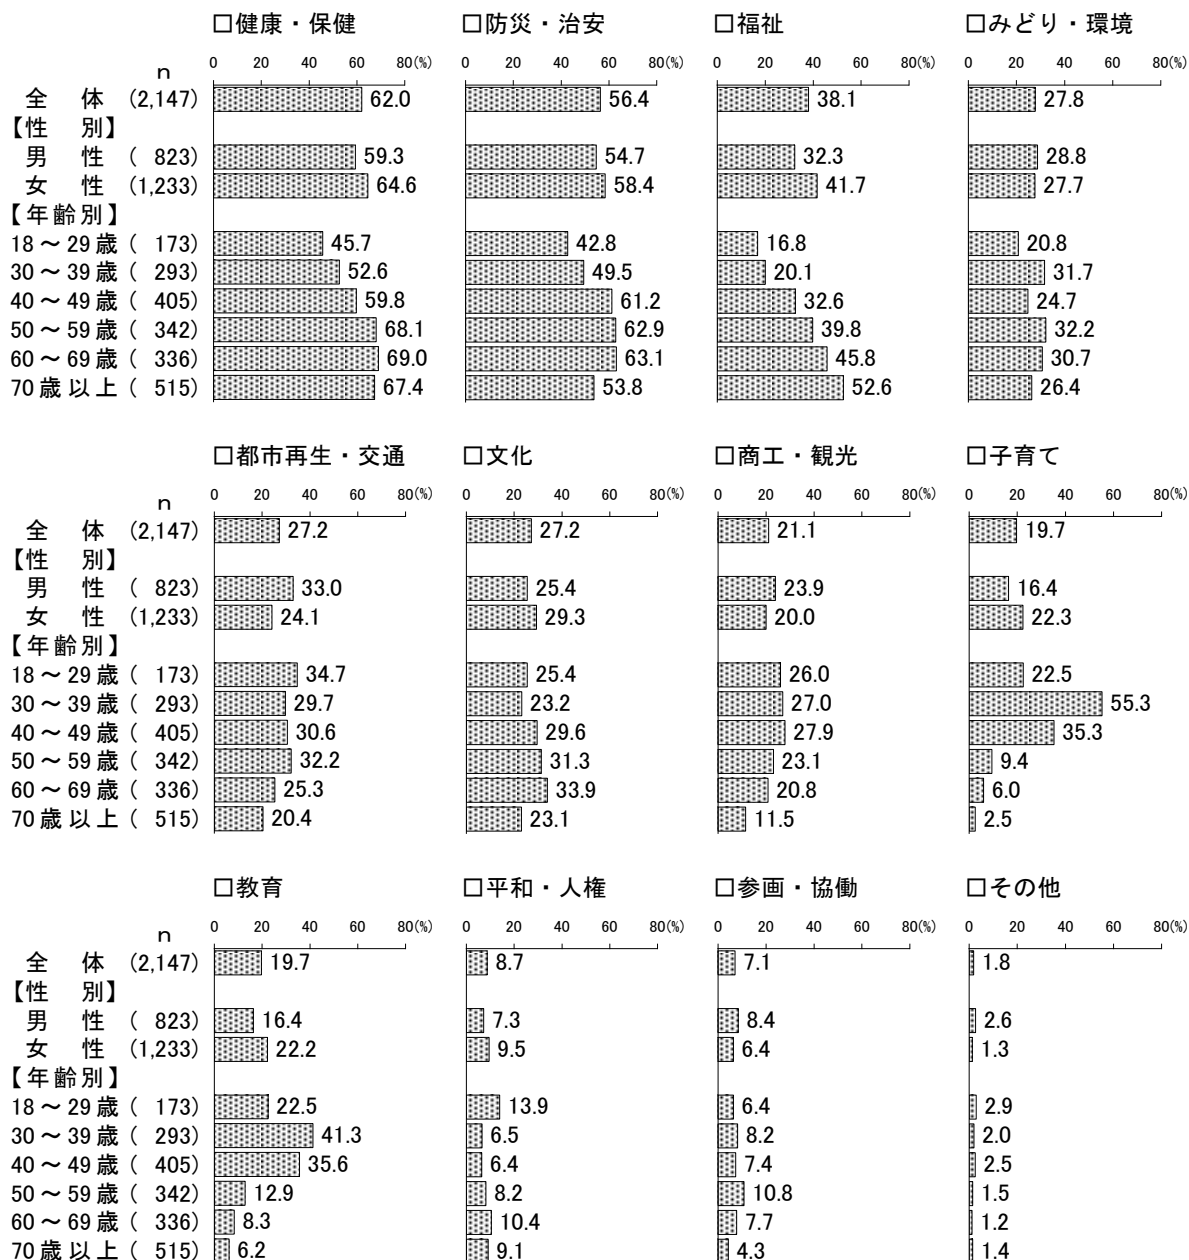 □健康・保健 □防災・治安 □福祉 □みどり・環境
0 20 40 60 80(%) 0 20 40 60 80(%) 0 20 40 60 80(%) 0 20 40 60 80(%)
n
全 体 (2,147) 62.0 56.4 38.1 27.8
【性 別】
男 性 ( 823) 59.3 54.7 32.3 28.8
女 性 (1,233) 64.6 58.4 41.7 27.7
【年齢別】
18～29歳 ( 173) 45.7 42.8 16.8 20.8
30～39歳 ( 293) 52.6 49.5 20.1 31.7
40～49歳 ( 405) 59.8 61.2 32.6 24.7
50～59歳 ( 342) 68.1 62.9 39.8 32.2
60～69歳 ( 336) 69.0 63.1 45.8 30.7
70歳以上 ( 515) 67.4 53.8 52.6 26.4
□都市再生・交通 □文化 □商工・観光 □子育て
0 20 40 60 80(%) 0 20 40 60 80(%) 0 20 40 60 80(%) 0 20 40 60 80(%)
n
全 体 (2,147) 27.2 27.2 21.1 19.7
【性 別】
男 性 ( 823) 33.0 25.4 23.9 16.4
女 性 (1,233) 24.1 29.3 20.0 22.3
【年齢別】
18～29歳 ( 173) 34.7 25.4 26.0 22.5
30～39歳 ( 293) 29.7 23.2 27.0 55.3
40～49歳 ( 405) 30.6 29.6 27.9 35.3
50～59歳 ( 342) 32.2 31.3 23.1 9.4
60～69歳 ( 336) 25.3 33.9 20.8 6.0
70歳以上 ( 515) 20.4 23.1 11.5 2.5
□教育 □平和・人権 □参画・協働 □その他
0 20 40 60 80(%) 0 20 40 60 80(%) 0 20 40 60 80(%) 0 20 40 60 80(%)
n
全 体 (2,147) 19.7 8.7 7.1 1.8
【性 別】
男 性 ( 823) 16.4 7.3 8.4 2.6
女 性 (1,233) 22.2 9.5 6.4 1.3
【年齢別】
18～29歳 ( 173) 22.5 13.9 6.4 2.9
30～39歳 ( 293) 41.3 6.5 8.2 2.0
40～49歳 ( 405) 35.6 6.4 7.4 2.5
50～59歳 ( 342) 12.9 8.2 10.8 1.5
60～69歳 ( 336) 8.3 10.4 7.7 1.2
70歳以上 ( 515) 6.2 9.1 4.3 1.4